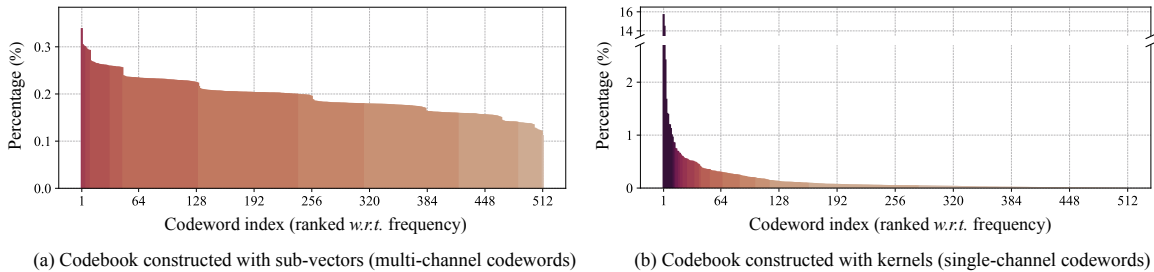 Percentage (%)
0.3
0.2
0.1
0.0
1 64 128 192 256 320 384 448 512
Codeword index (ranked w.r.t. frequency)
(a) Codebook constructed with sub-vectors (multi-channel codewords)
Percentage (%)
16
14
2
1
0
1 64 128 192 256 320 384 448 512
Codeword index (ranked w.r.t. frequency)
(b) Codebook constructed with kernels (single-channel codewords)